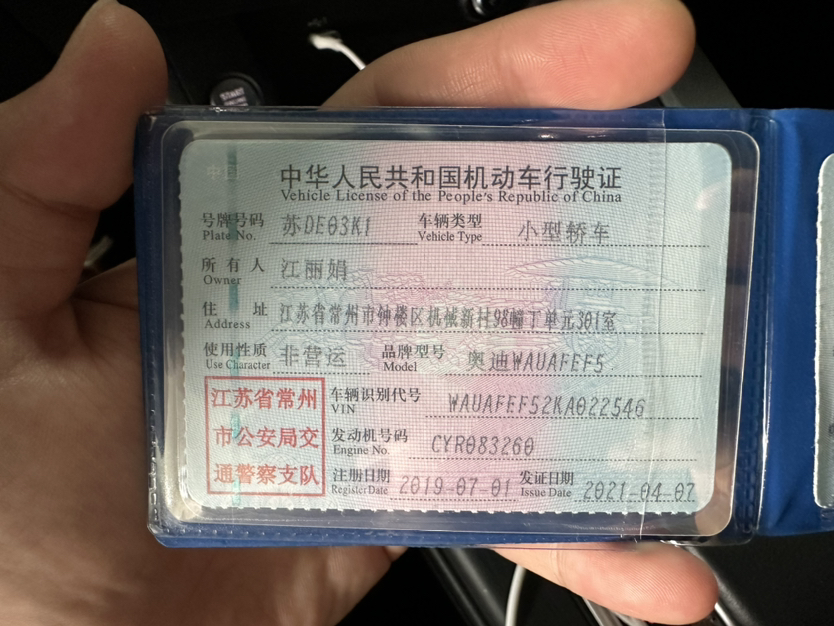 START
中国
中华人民共和国机动车行驶证
Vehicle License of the People's Republic of China
号牌号码 苏DE03K1 车辆类型 小型轿车
Plate No. Vehicle Type
所有人 江丽娟
Owner
住址 江苏省常州市钟楼区机械新村98幢丁单元301室
Address
使用性质 非营运 品牌型号 奥迪WAUAFEF5
Use Character Model
江苏省常州
市公安局交
通警察支队
车辆识别代号 WAUAFEF52KA022546
VIN
发动机号码 CYR083260
Engine No.
注册日期 2019-07-01 发证日期 2021-04-07
Register Date Issue Date